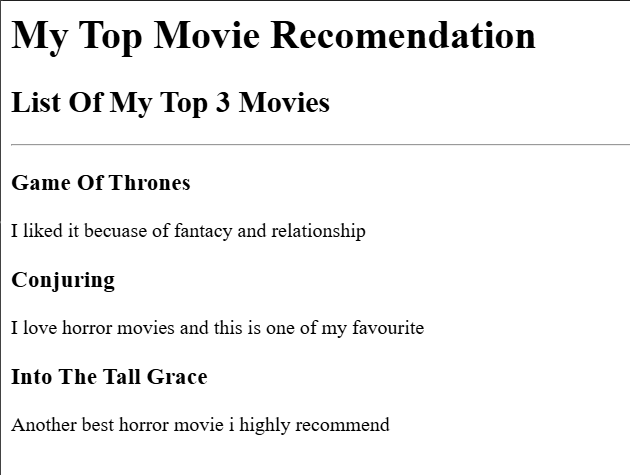 My Top Movie Recomendation
List Of My Top 3 Movies
Game Of Thrones
I liked it becuase of fantacy and relationship
Conjuring
I love horror movies and this is one of my favourite
Into The Tall Grace
Another best horror movie i highly recommend